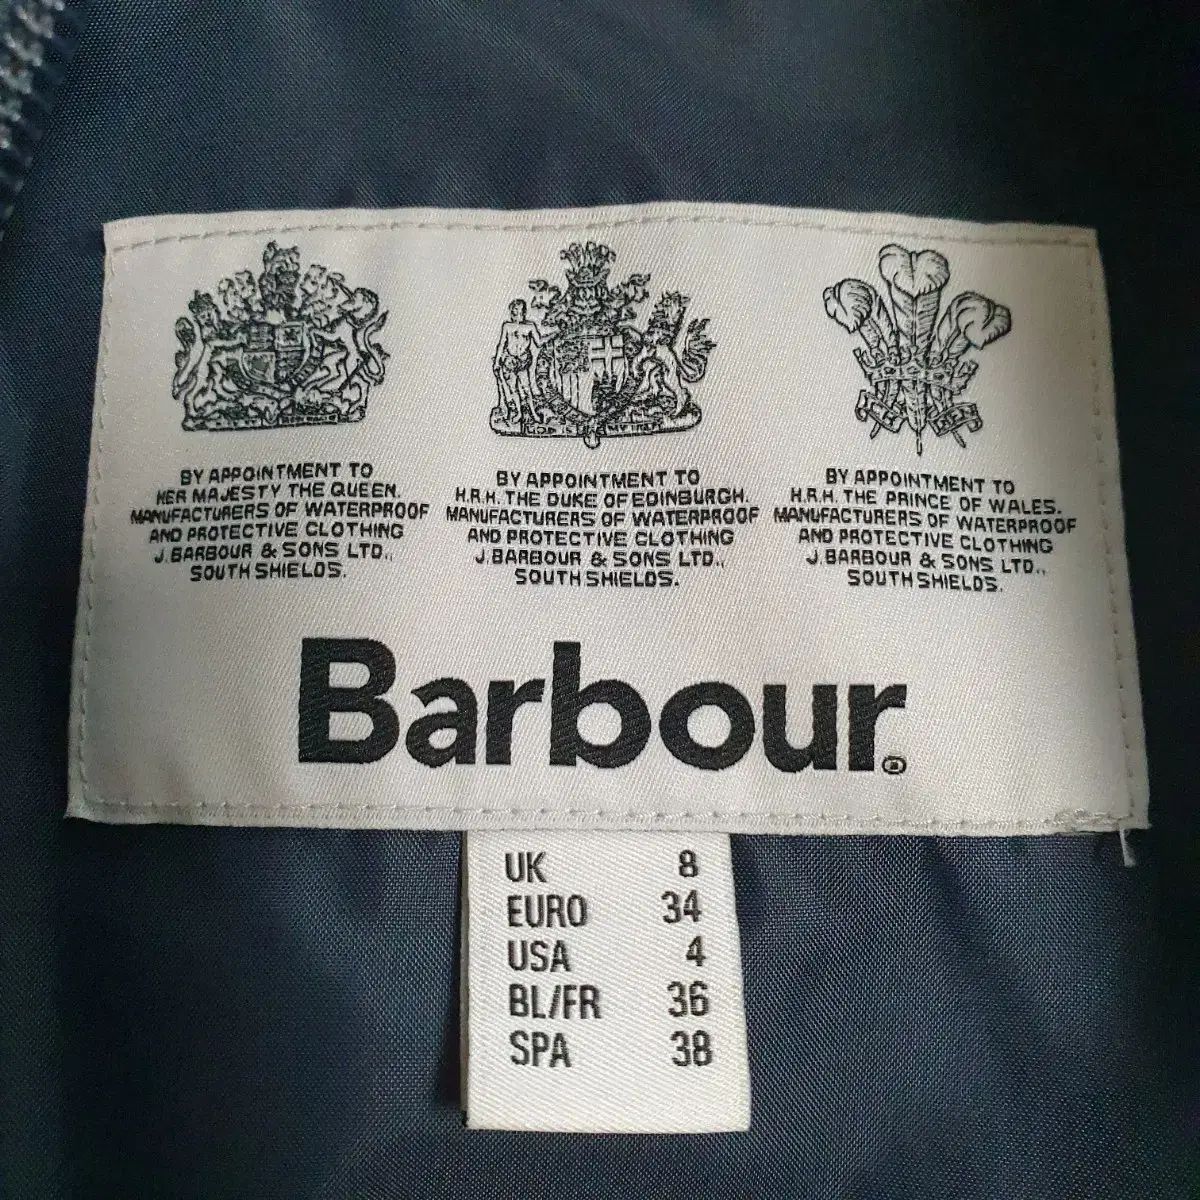 BY APPOINTMENT TO
HER MAJESTY THE QUEEN.
MANUFACTURERS OF WATERPROOF
AND PROTECTIVE CLOTHING
J. BARBOUR & SONS LTD.,
SOUTH SHIELDS.
BY APPOINTMENT TO
H.R.H. THE DUKE OF EDINBURGH.
MANUFACTURERS OF WATERPROOF
AND PROTECTIVE CLOTHING
J. BARBOUR & SONS LTD.,
SOUTH SHIELDS.
BY APPOINTMENT TO
H.R.H. THE PRINCE OF WALES.
MANUFACTURERS OF WATERPROOF
AND PROTECTIVE CLOTHING
J. BARBOUR & SONS LTD.,
SOUTH SHIELDS.
Barbour®
UK 8
EURO 34
USA 4
BL/FR 36
SPA 38